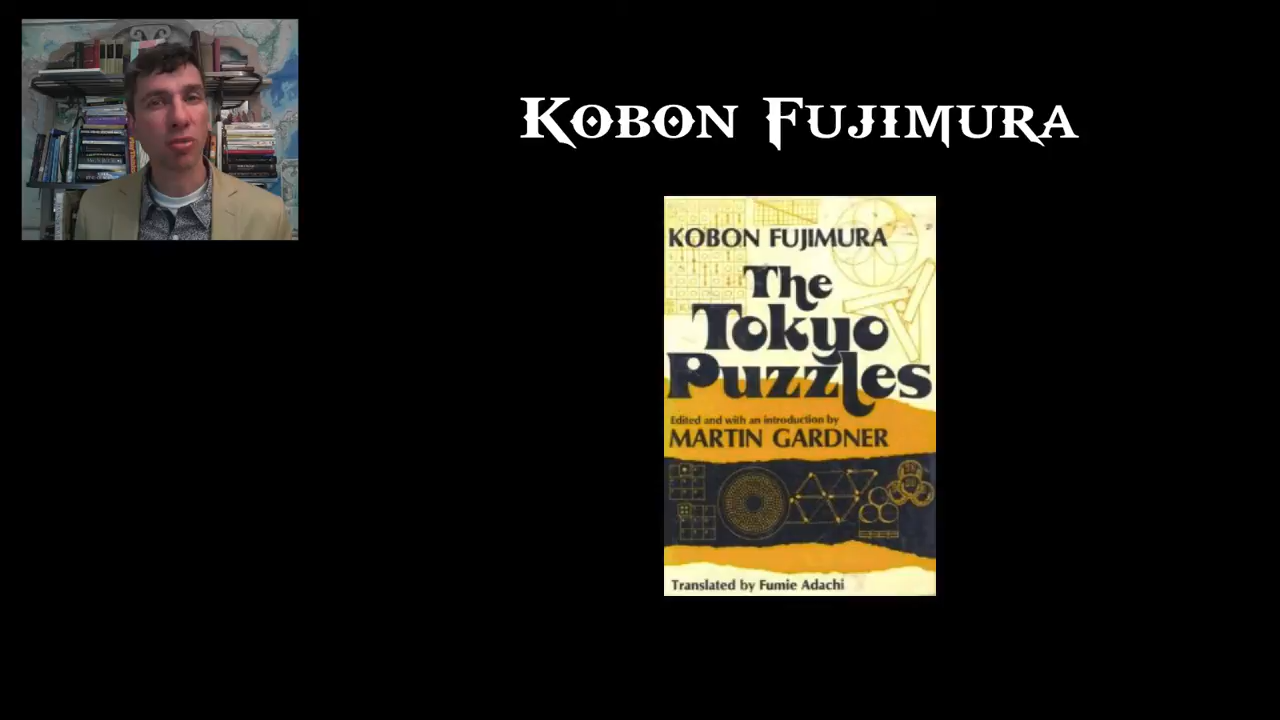 KOBON FUJIMURA
KOBON FUJIMURA
The
Tokyo
Puzzles
Edited and with an introduction by
MARTIN GARDNER
Translated by Fumie Adachi